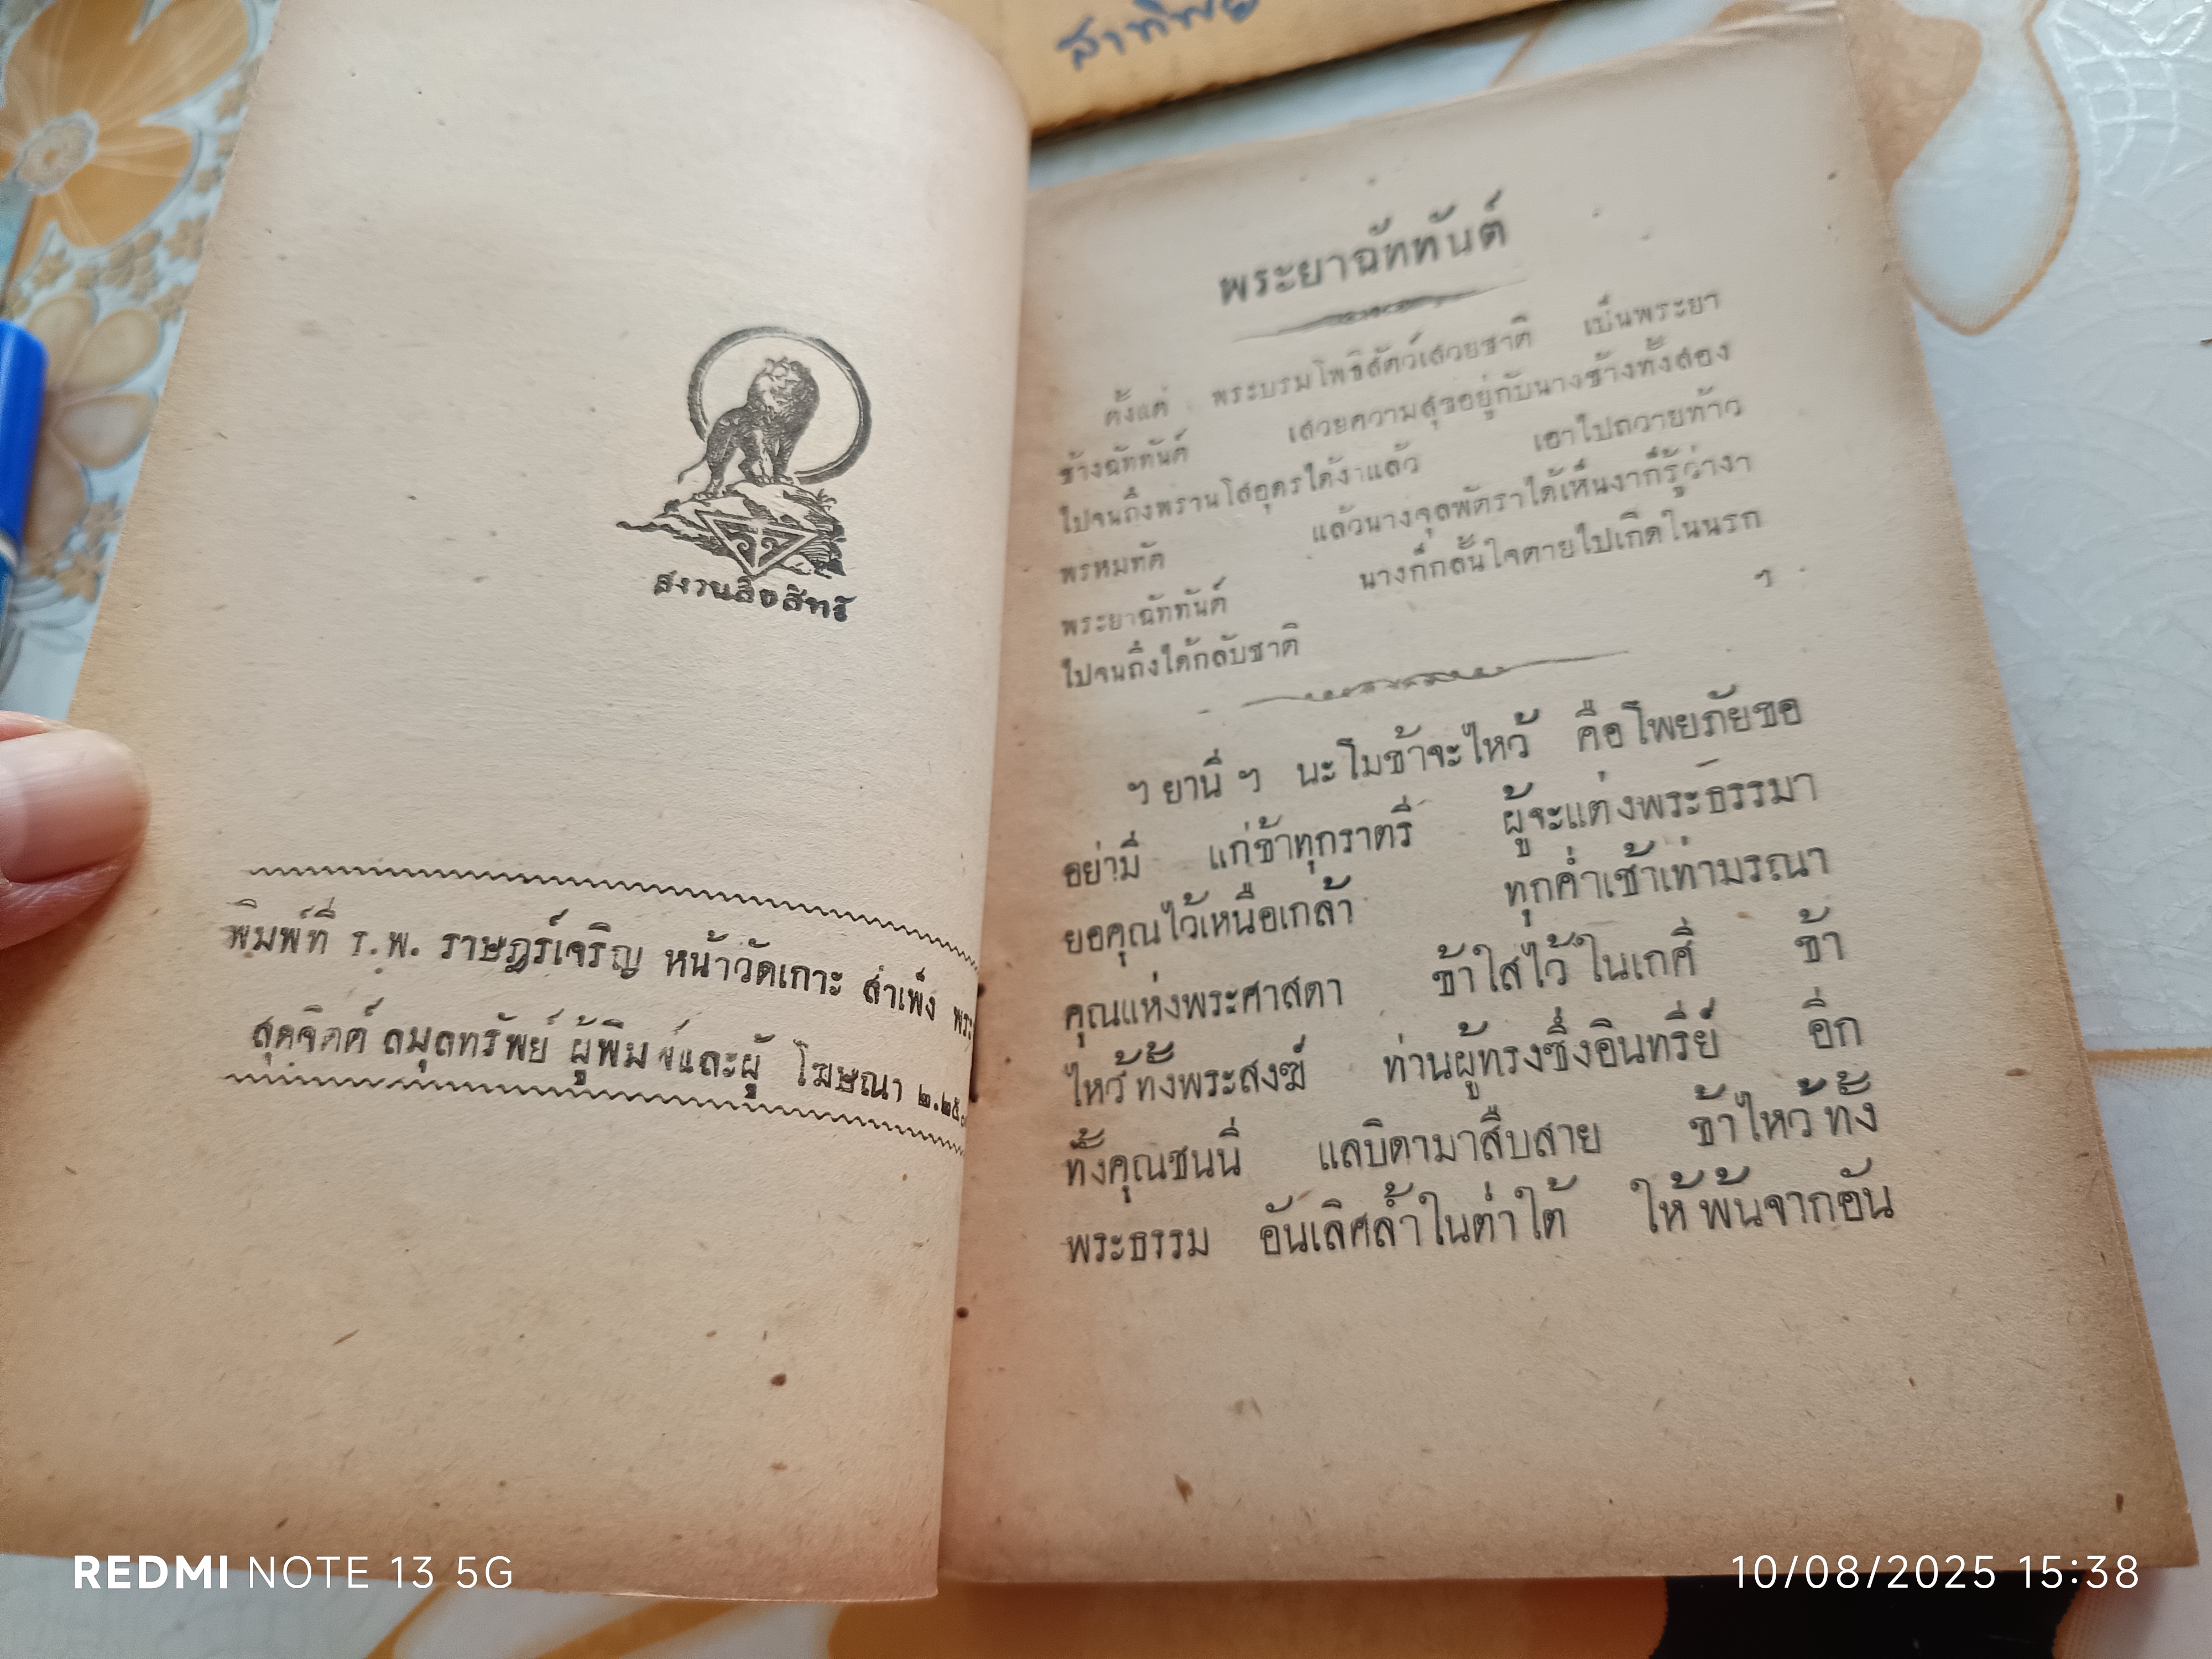 สาทิพย์
สงวนลิขสิทธิ์
พิมพ์ที่ ร.พ. ราษฎร์เจริญ หน้าวัดเกาะ สำเพ็ง
สุดจิตต์ ถมุลทรัพย์ ผู้พิมพ์และผู้ โฆษณา
พระยาฉัททันต์
ตั้งแต่ พระบรมโพธิสัตว์เสวยชาติ เป็นพระยา
ช้างฉัททันต์ เสวยความสุขอยู่กับนางช้างทั้งสอง
ไปจนถึงพรานโสอุตรได้งาแล้ว เอาไปถวายท้าว
พรหมทัต แล้วนางจุลพัตราได้เห็นงาก็รู้ว่างา
พระยาฉัททันต์ นางก็กลั้นใจตายไปเกิดในนรก
ไปจนถึงได้กลับชาติ ฯ
ฯ ยานี ฯ นะโมข้าจะไหว้ คือโพยภัยขอ
อย่ามี แก่ข้าทุกราตรี ผู้จะแต่งพระธรรมา
ยอคุณไว้เหนือเกล้า ทุกค่ำเช้าเท่ามรณา
คุณแห่งพระศาสดา ข้าใส่ไว้ในเกศี ข้า
ไหว้ทั้งพระสงฆ์ ท่านผู้ทรงซึ่งอินทรีย์ อีก
ทั้งคุณชนนี แลบิดามาสืบสาย ข้าไหว้ทั้ง
พระธรรม อันเลิศล้ำในต่ำใต้ ให้พ้นจากอัน
REDMI NOTE 13 5G
10/08/2025 15:38